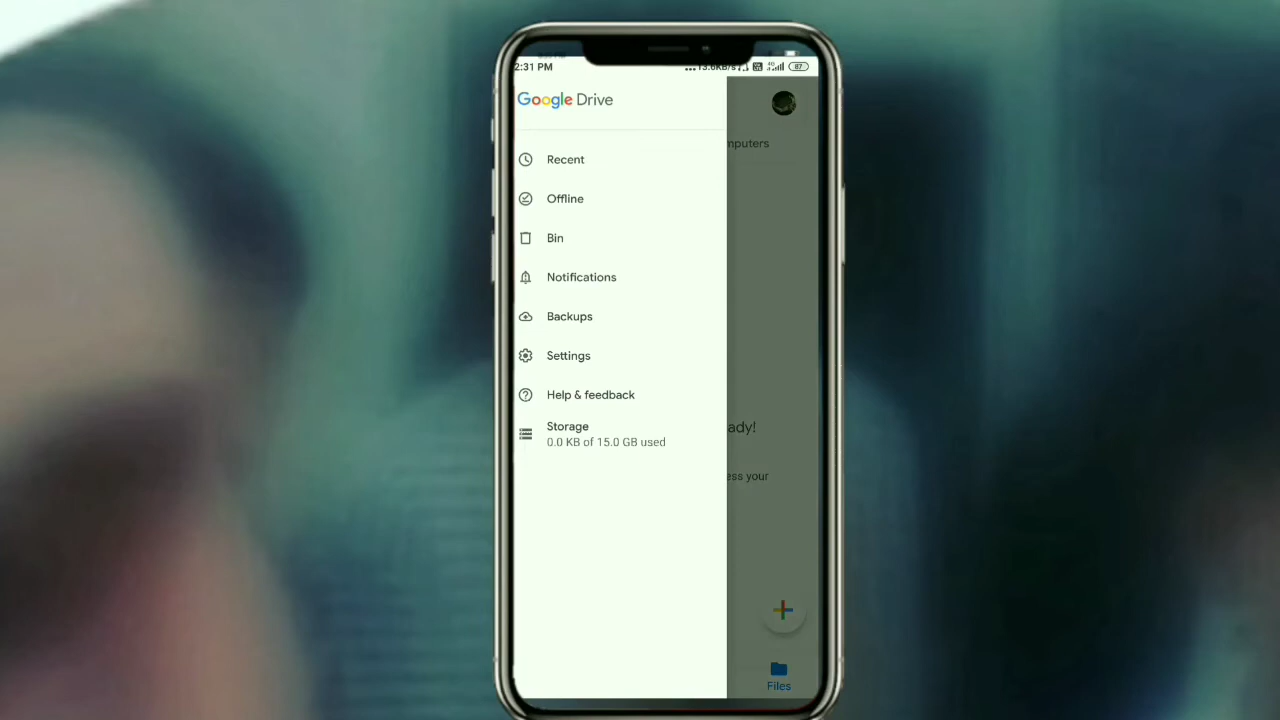 2:31 PM
87
Google Drive
mputers
Recent
Offline
Bin
Notifications
Backups
Settings
Help & feedback
Storage
0.0 KB of 15.0 GB used
ady!
ess your
Files